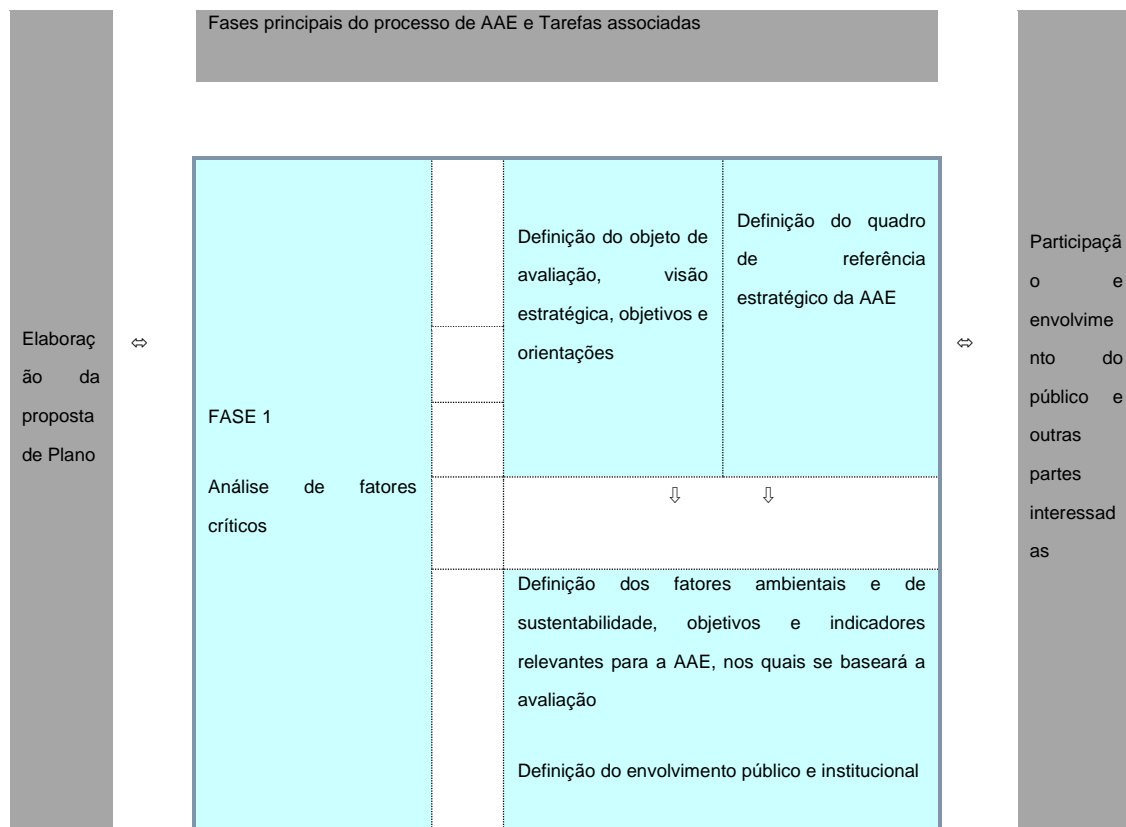 Fases principais do processo de AAE e Tarefas associadas
Elaboraç
ão da
proposta
de Plano
⇔
FASE 1
Análise de fatores
críticos
Definição do objeto de
avaliação, visão
estratégica, objetivos e
orientações
Definição do quadro
de referência
estratégico da AAE
⇩ ⇩
Definição dos fatores ambientais e de
sustentabilidade, objetivos e indicadores
relevantes para a AAE, nos quais se baseará a
avaliação
Definição do envolvimento público e institucional
⇔
Participaçã
o e
envolvime
nto do
público e
outras
partes
interessad
as